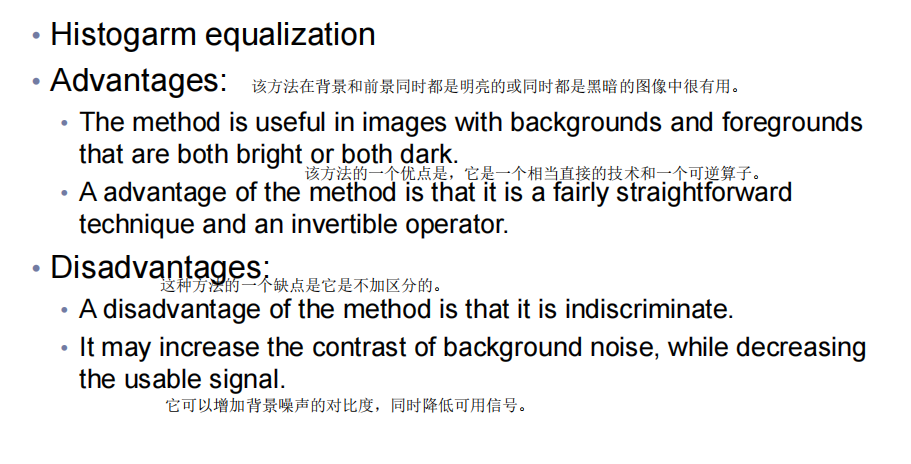 • Histogarm equalization
• Advantages: 该方法在背景和前景同时都是明亮的或同时都是黑暗的图像中很有用。
• The method is useful in images with backgrounds and foregrounds
that are both bright or both dark.
该方法的一个优点是，它是一个相当直接的技术和一个可逆算子。
• A advantage of the method is that it is a fairly straightforward
technique and an invertible operator.
• Disadvantages:
这种方法的一个缺点是它是不加区分的。
• A disadvantage of the method is that it is indiscriminate.
• It may increase the contrast of background noise, while decreasing
the usable signal.
它可以增加背景噪声的对比度，同时降低可用信号。